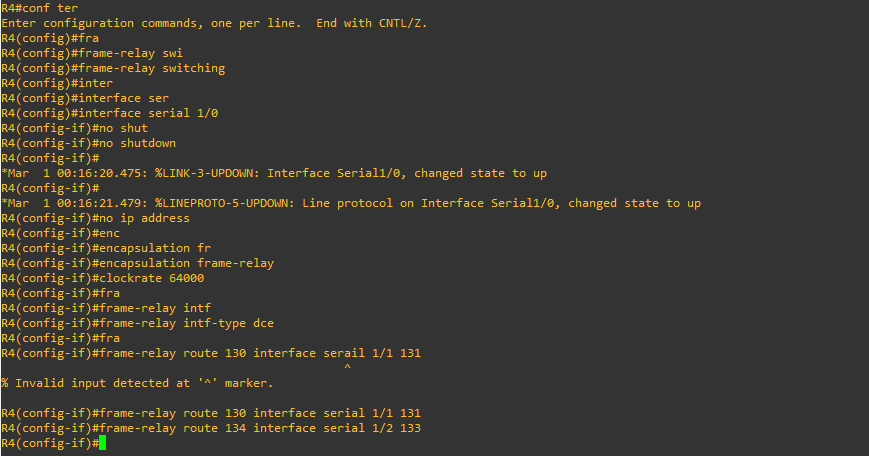 R4#conf ter
Enter configuration commands, one per line.  End with CNTL/Z.
R4(config)#fra
R4(config)#frame-relay swi
R4(config)#frame-relay switching
R4(config)#inter
R4(config)#interface ser
R4(config)#interface serial 1/0
R4(config-if)#no shut
R4(config-if)#no shutdown
R4(config-if)#
*Mar  1 00:16:20.475: %LINK-3-UPDOWN: Interface Serial1/0, changed state to up
R4(config-if)#
*Mar  1 00:16:21.479: %LINEPROTO-5-UPDOWN: Line protocol on Interface Serial1/0, changed state to up
R4(config-if)#no ip address
R4(config-if)#enc
R4(config-if)#encapsulation fr
R4(config-if)#encapsulation frame-relay
R4(config-if)#clockrate 64000
R4(config-if)#fra
R4(config-if)#frame-relay intf
R4(config-if)#frame-relay intf-type dce
R4(config-if)#fra
R4(config-if)#frame-relay route 130 interface serail 1/1 131
                                                 ^
% Invalid input detected at '^' marker.

R4(config-if)#frame-relay route 130 interface serial 1/1 131
R4(config-if)#frame-relay route 134 interface serial 1/2 133
R4(config-if)#